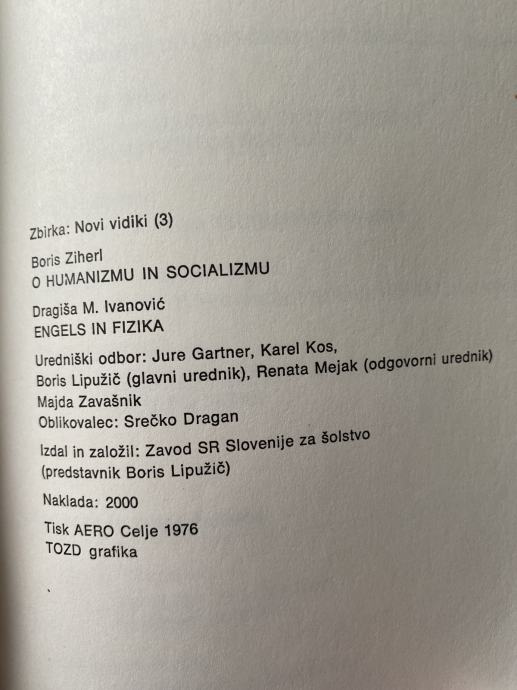 Zbirka: Novi vidiki (3)
Boris Ziherl
O HUMANIZMU IN SOCIALIZMU
Dragiša M. Ivanović
ENGELS IN FIZIKA
Uredniški odbor: Jure Gartner, Karel Kos,
Boris Lipužič (glavni urednik), Renata Mejak (odgovorni urednik)
Majda Zavašnik
Oblikovalec: Srečko Dragan
Izdal in založil: Zavod SR Slovenije za šolstvo
(predstavnik Boris Lipužič)
Naklada: 2000
Tisk AERO Celje 1976
TOZD grafika